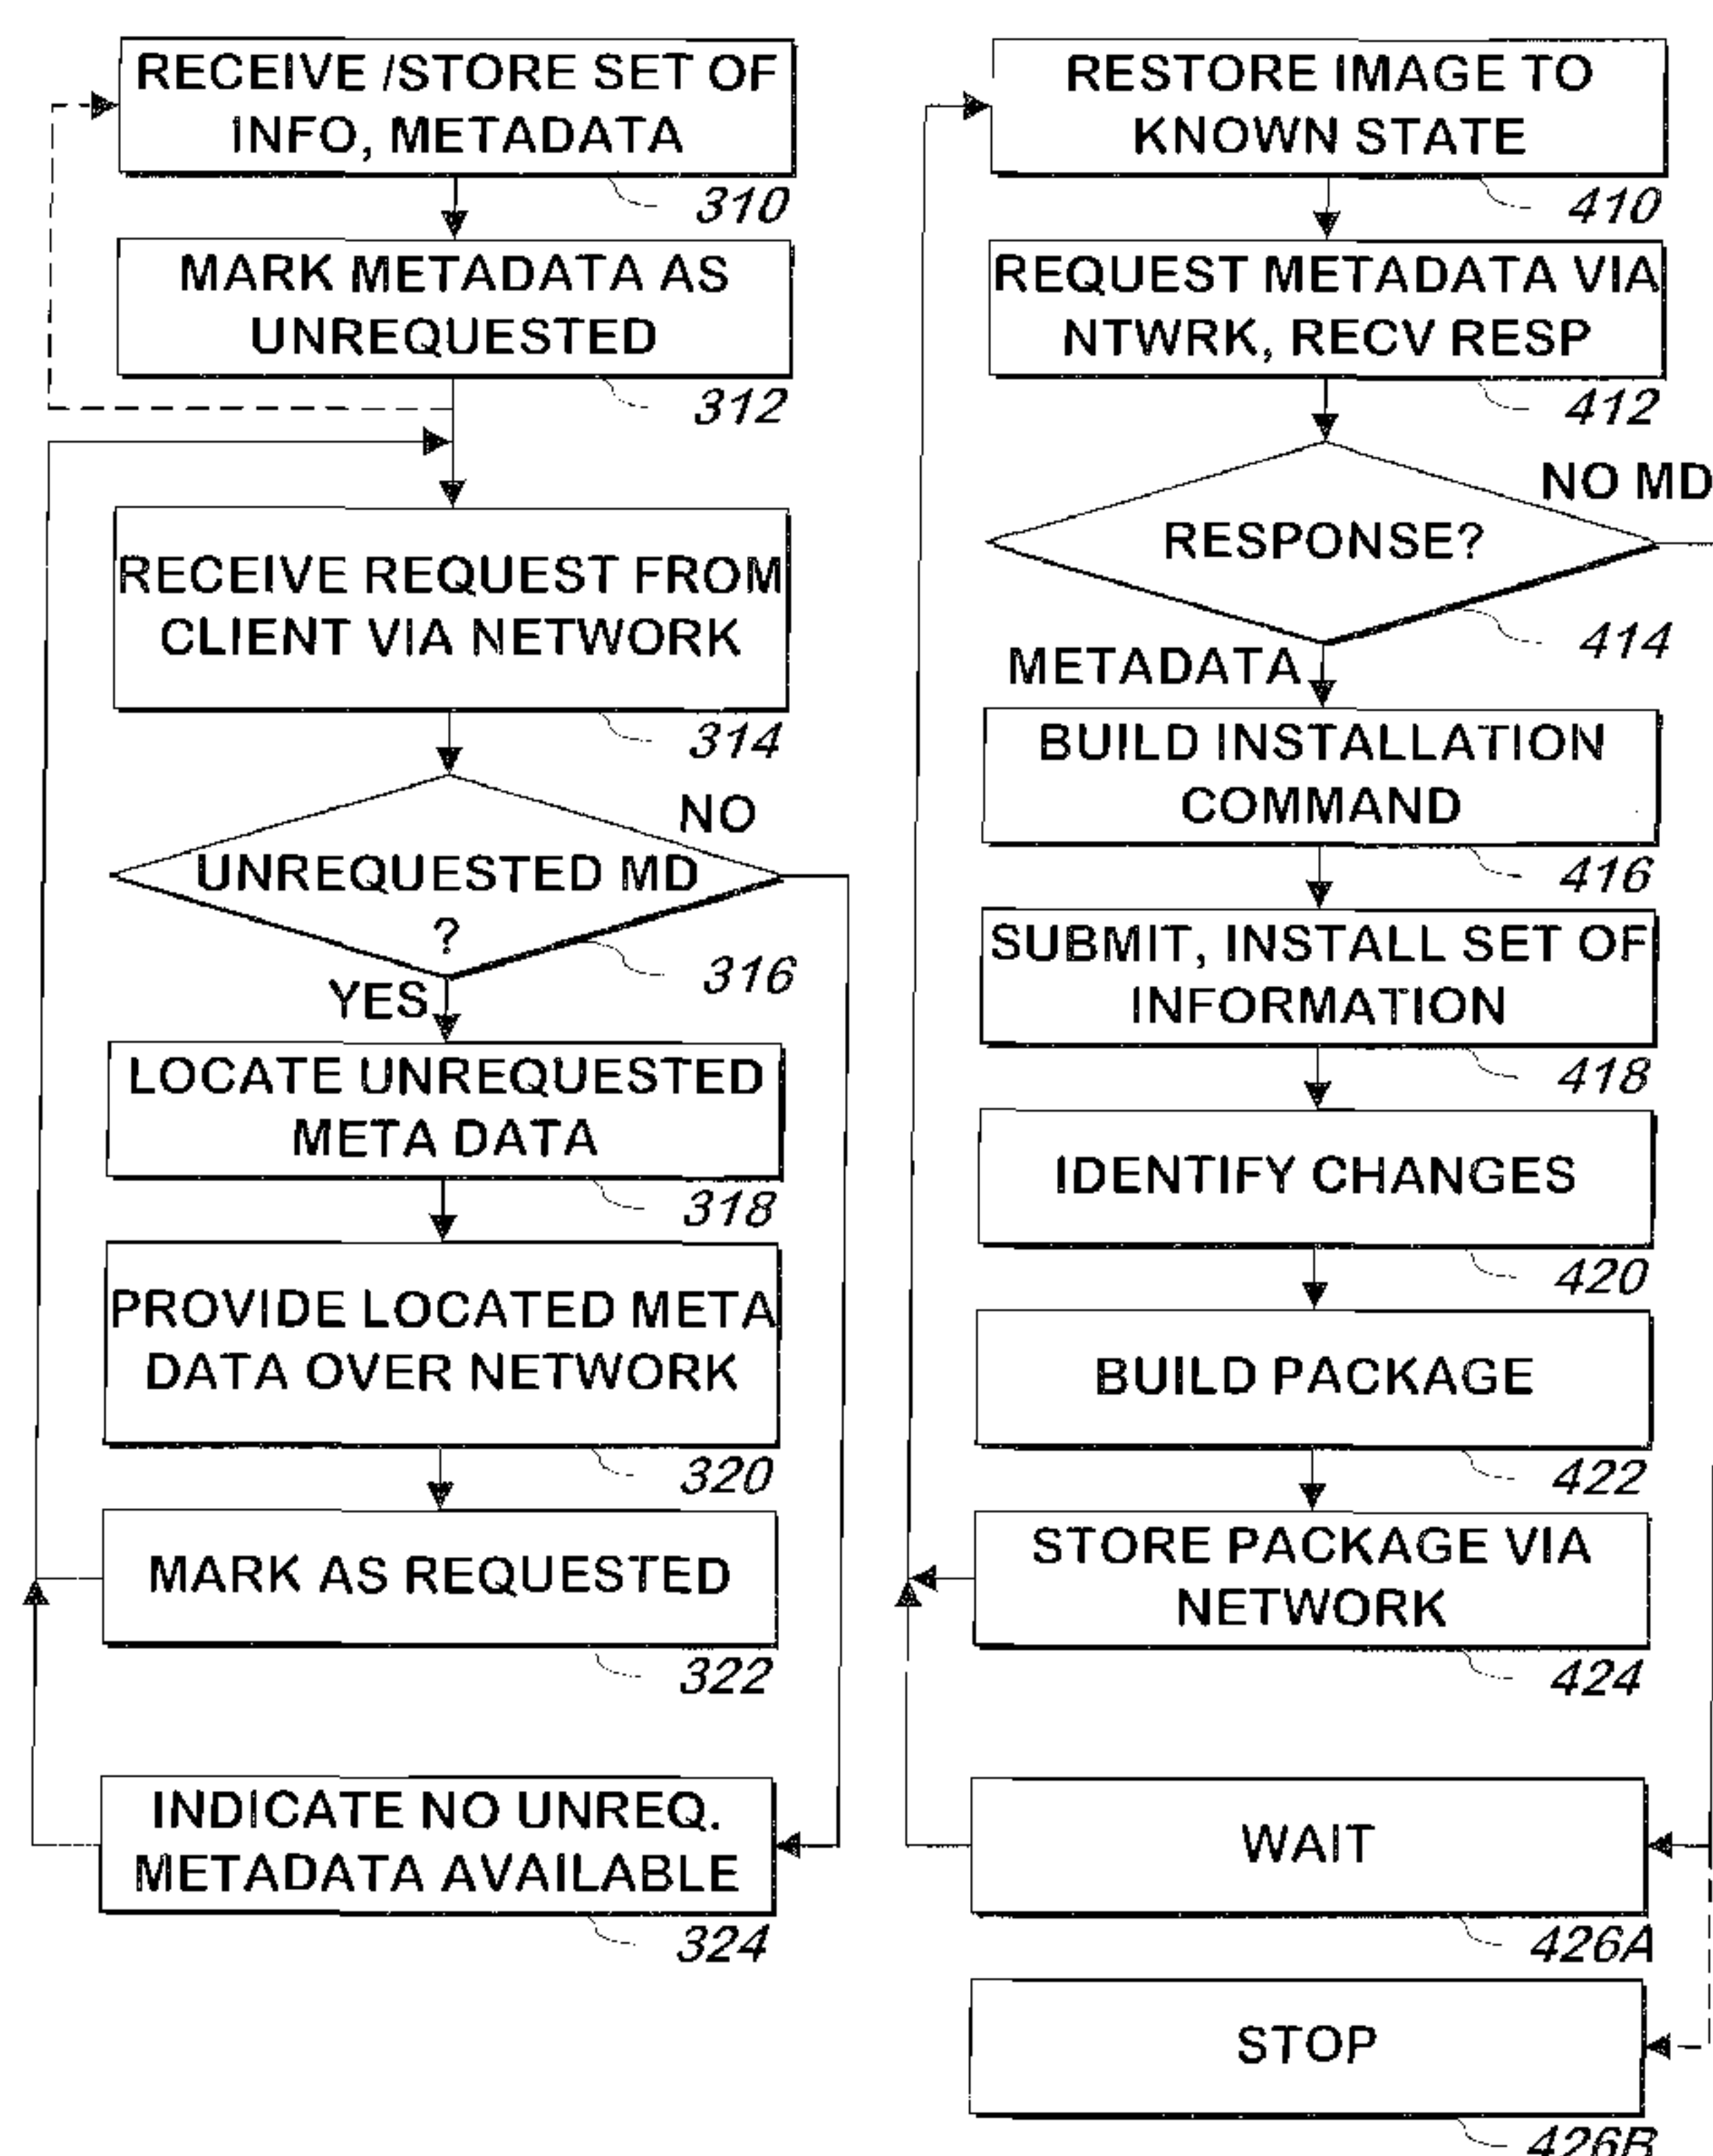 RECEIVE /STORE SET OF
INFO, METADATA
310
MARK METADATA AS
UNREQUESTED
312
RECEIVE REQUEST FROM
CLIENT VIA NETWORK
314
NO
UNREQUESTED MD
?
316
YES
LOCATE UNREQUESTED
META DATA
318
PROVIDE LOCATED META
DATA OVER NETWORK
320
MARK AS REQUESTED
322
INDICATE NO UNREQ.
METADATA AVAILABLE
324
RESTORE IMAGE TO
KNOWN STATE
410
REQUEST METADATA VIA
NTWRK, RECV RESP
412
NO MD
RESPONSE?
414
METADATA
BUILD INSTALLATION
COMMAND
416
SUBMIT, INSTALL SET OF
INFORMATION
418
IDENTIFY CHANGES
420
BUILD PACKAGE
422
STORE PACKAGE VIA
NETWORK
424
WAIT
426A
STOP
426B